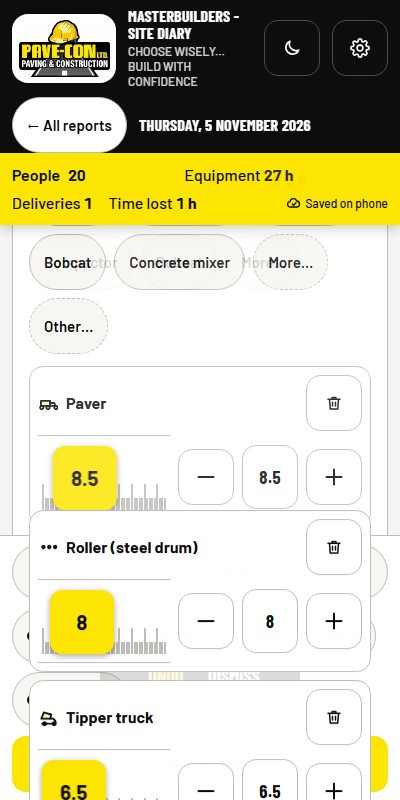 PAVE-CON LTD.
PAVING & CONSTRUCTION
MASTERBUILDERS -
SITE DIARY
CHOOSE WISELY...
BUILD WITH
CONFIDENCE
← All reports
THURSDAY, 5 NOVEMBER 2026
People 20
Equipment 27 h
Deliveries 1
Time lost 1 h
Saved on phone
Bobcat
Concrete mixer
More...
Other...
Paver
8.5
8.5
Roller (steel drum)
8
8
UNDO DISMISS
Tipper truck
6.5
6.5